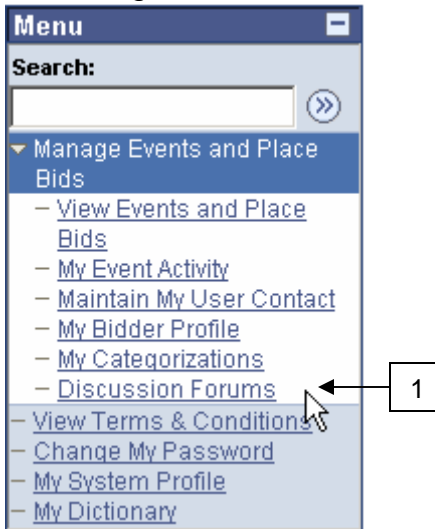 Menu
Search:
Manage Events and Place
Bids
– View Events and Place
Bids
– My Event Activity
– Maintain My User Contact
– My Bidder Profile
– My Categorizations
– Discussion Forums
1
– View Terms & Conditions
– Change My Password
– My System Profile
– My Dictionary